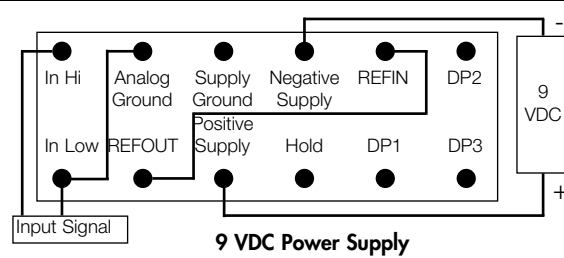 -
In Hi
Analog
Ground
Supply
Ground
Negative
Supply
REFIN
DP2
9
VDC
In Low
REFOUT
Positive
Supply
Hold
DP1
DP3
+
Input Signal
9 VDC Power Supply